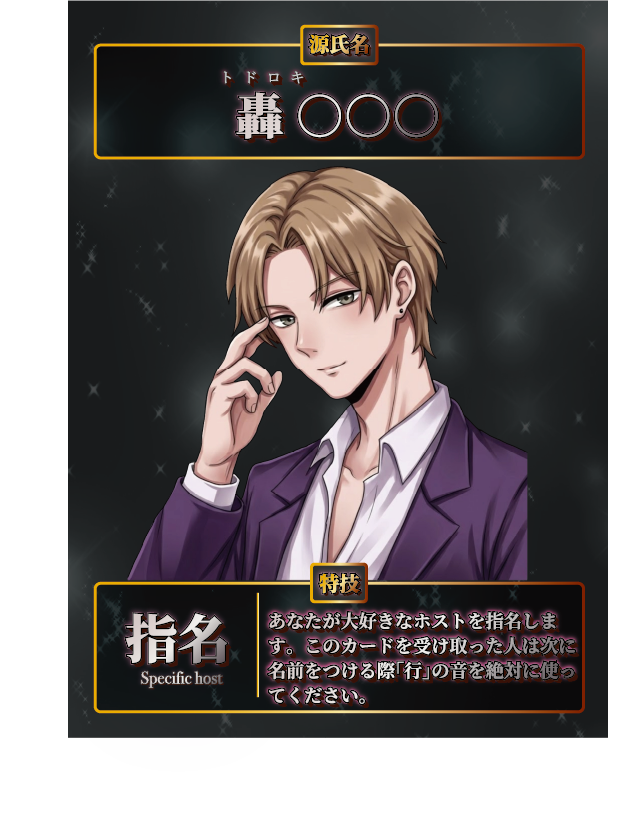 源氏名
トドロキ
轟 〇〇〇
特技
指名
Specific host
あなたが大好きなホストを指名しま
す。このカードを受け取った人は次に
名前をつける際「行」の音を絶対に使っ
てください。